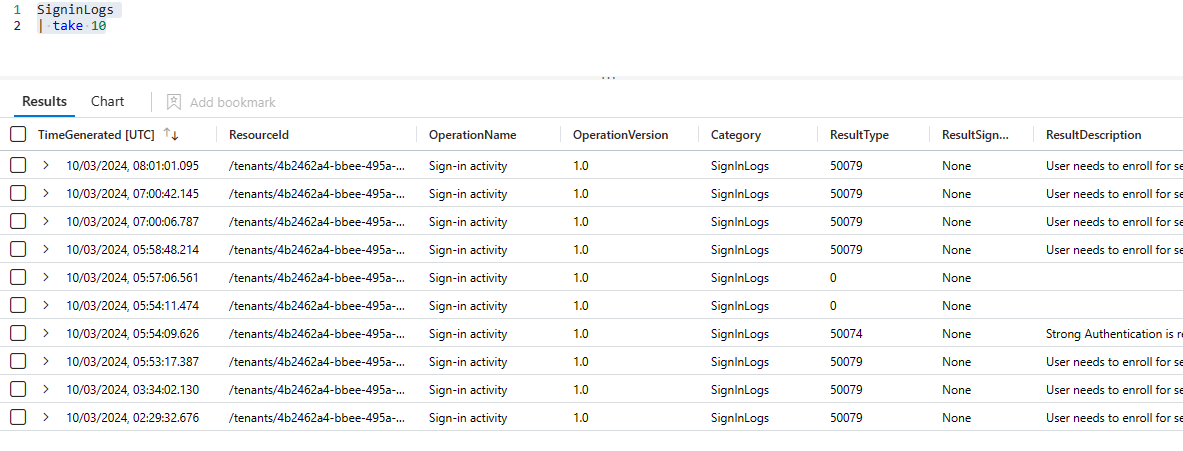 1 SigninLogs
2 | take 10
...
Results Chart Add bookmark
TimeGenerated [UTC] ↑↓ ResourceId OperationName OperationVersion Category ResultType ResultSign... ResultDescription
10/03/2024, 08:01:01.095 /tenants/4b2462a4-bbee-495a-... Sign-in activity 1.0 SignInLogs 50079 None User needs to enroll for se
10/03/2024, 07:00:42.145 /tenants/4b2462a4-bbee-495a-... Sign-in activity 1.0 SignInLogs 50079 None User needs to enroll for se
10/03/2024, 07:00:06.787 /tenants/4b2462a4-bbee-495a-... Sign-in activity 1.0 SignInLogs 50079 None User needs to enroll for se
10/03/2024, 05:58:48.214 /tenants/4b2462a4-bbee-495a-... Sign-in activity 1.0 SignInLogs 50079 None User needs to enroll for se
10/03/2024, 05:57:06.561 /tenants/4b2462a4-bbee-495a-... Sign-in activity 1.0 SignInLogs 0 None
10/03/2024, 05:54:11.474 /tenants/4b2462a4-bbee-495a-... Sign-in activity 1.0 SignInLogs 0 None
10/03/2024, 05:54:09.626 /tenants/4b2462a4-bbee-495a-... Sign-in activity 1.0 SignInLogs 50074 None Strong Authentication is re
10/03/2024, 05:53:17.387 /tenants/4b2462a4-bbee-495a-... Sign-in activity 1.0 SignInLogs 50079 None User needs to enroll for se
10/03/2024, 03:34:02.130 /tenants/4b2462a4-bbee-495a-... Sign-in activity 1.0 SignInLogs 50079 None User needs to enroll for se
10/03/2024, 02:29:32.676 /tenants/4b2462a4-bbee-495a-... Sign-in activity 1.0 SignInLogs 50079 None User needs to enroll for se